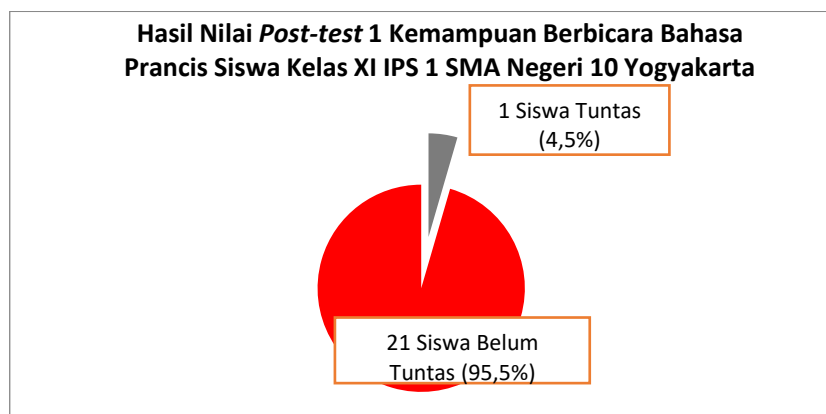 Hasil Nilai Post-test 1 Kemampuan Berbicara Bahasa
Prancis Siswa Kelas XI IPS 1 SMA Negeri 10 Yogyakarta
1 Siswa Tuntas
(4,5%)
21 Siswa Belum
Tuntas (95,5%)